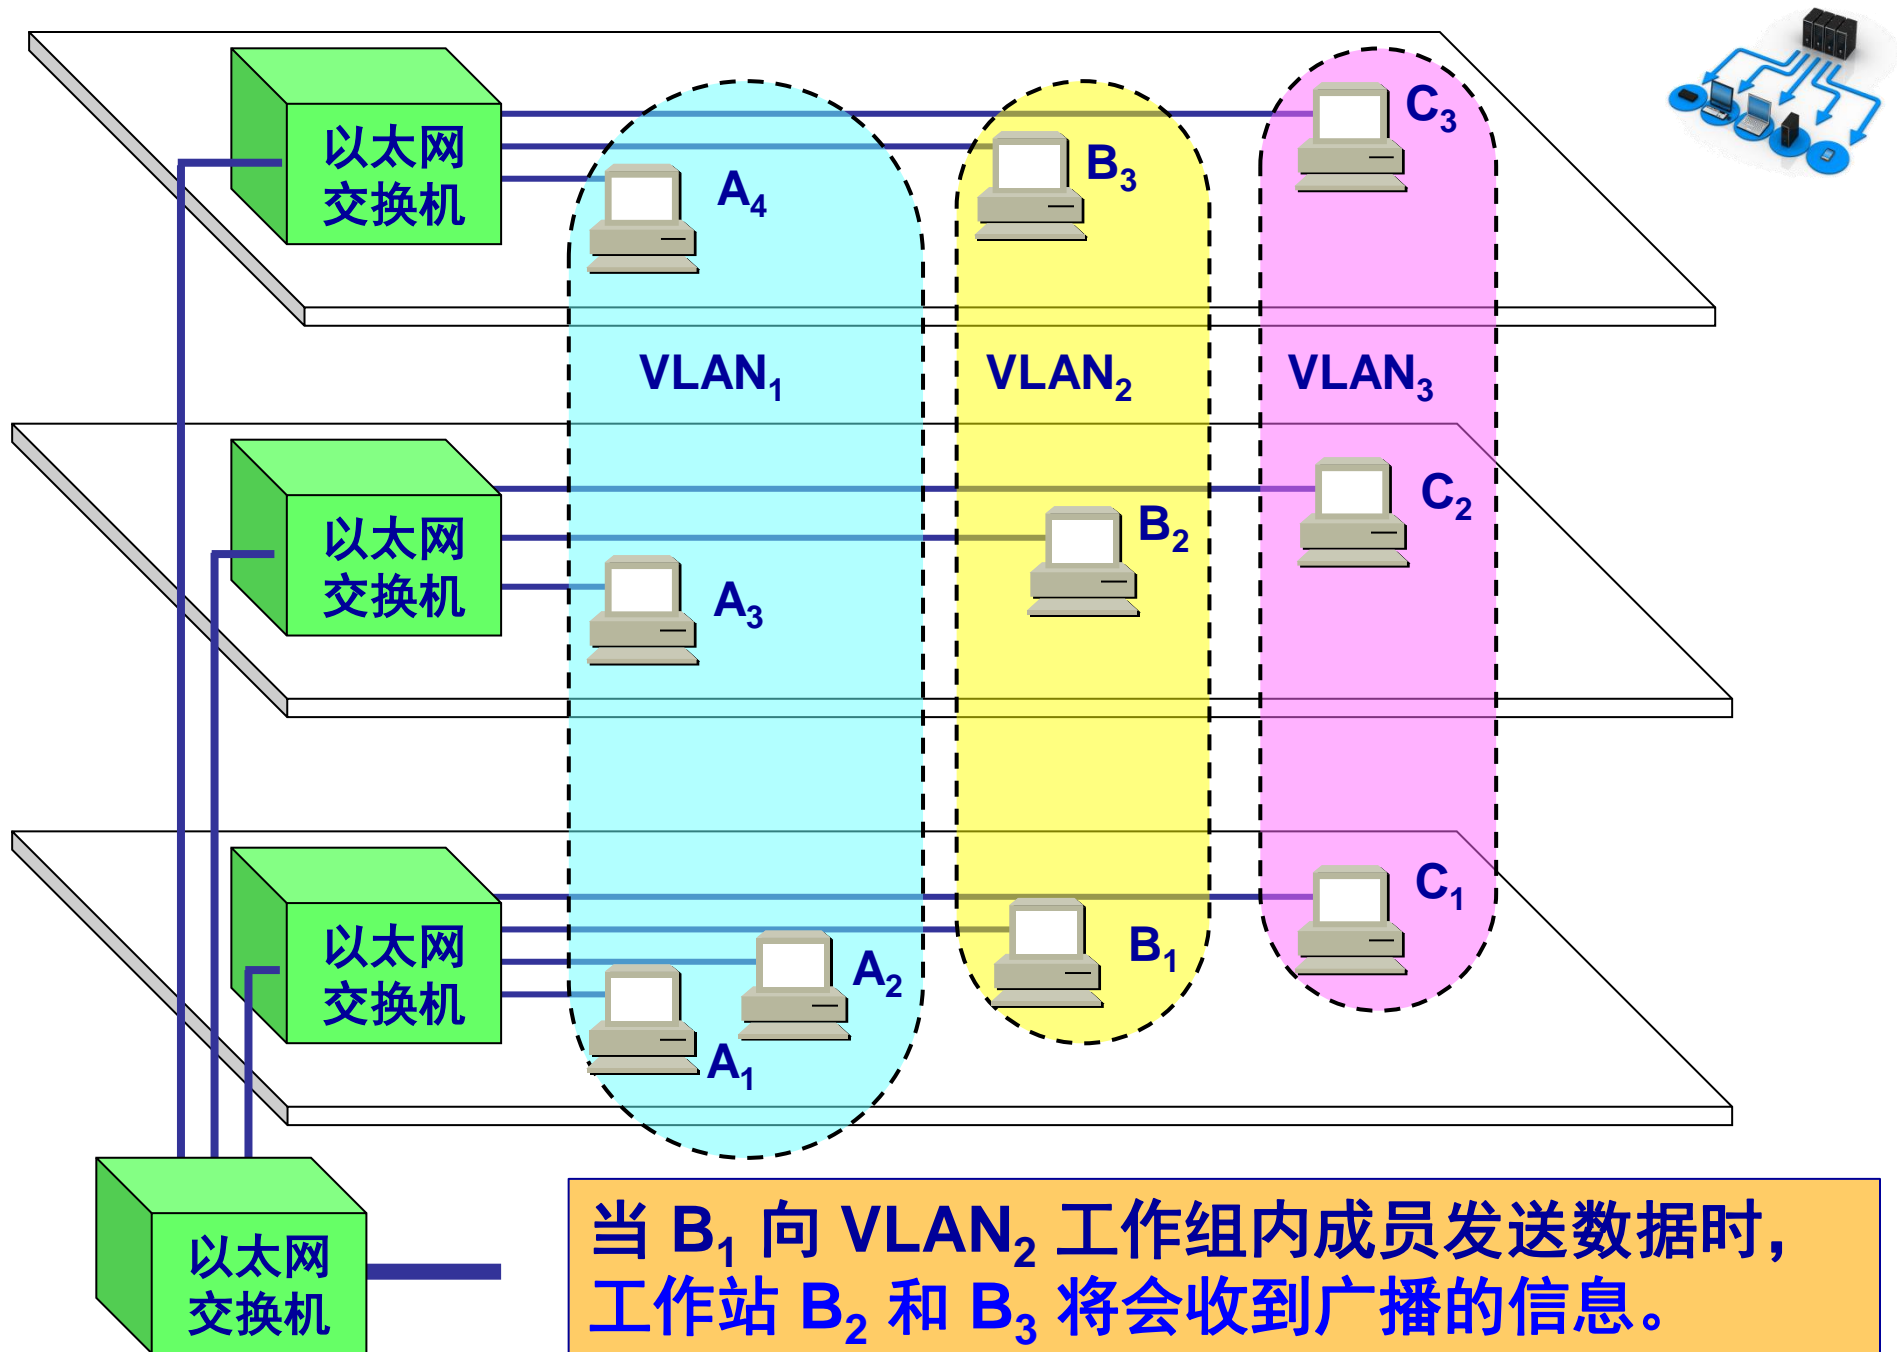 以太网
交换机
A₄
B₃
C₃
VLAN₁
VLAN₂
VLAN₃
以太网
交换机
A₃
B₂
C₂
以太网
交换机
A₁
A₂
B₁
C₁
以太网
交换机
当 B₁ 向 VLAN₂ 工作组内成员发送数据时，
工作站 B₂ 和 B₃ 将会收到广播的信息。